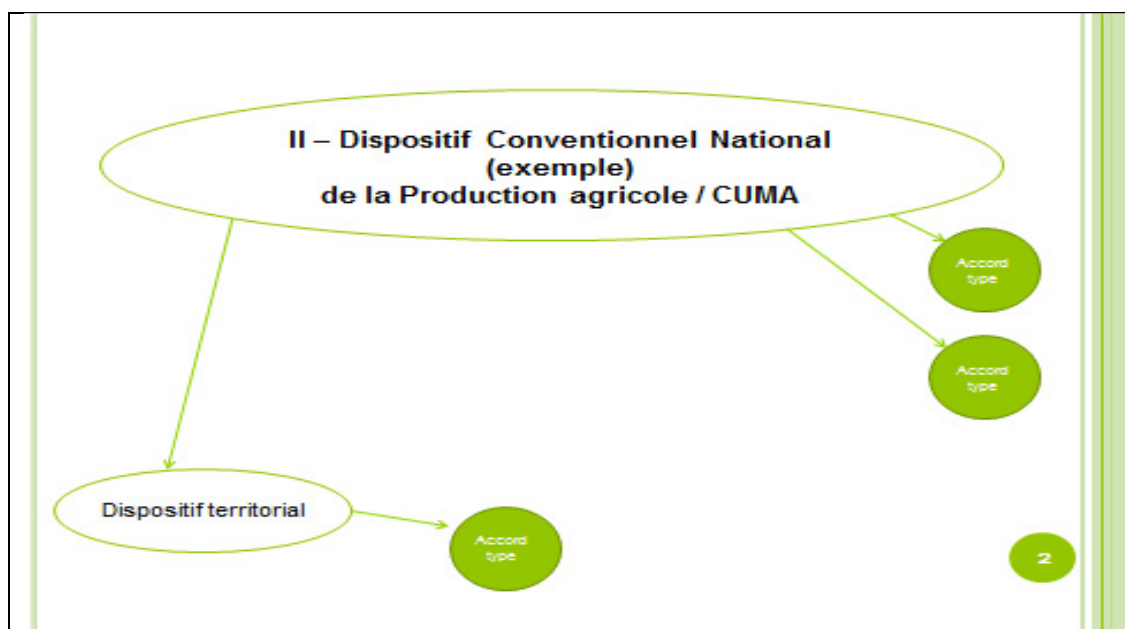 II – Dispositif Conventionnel National
(exemple)
de la Production agricole / CUMA
Accord
type
Accord
type
Dispositif territorial
Accord
type
2